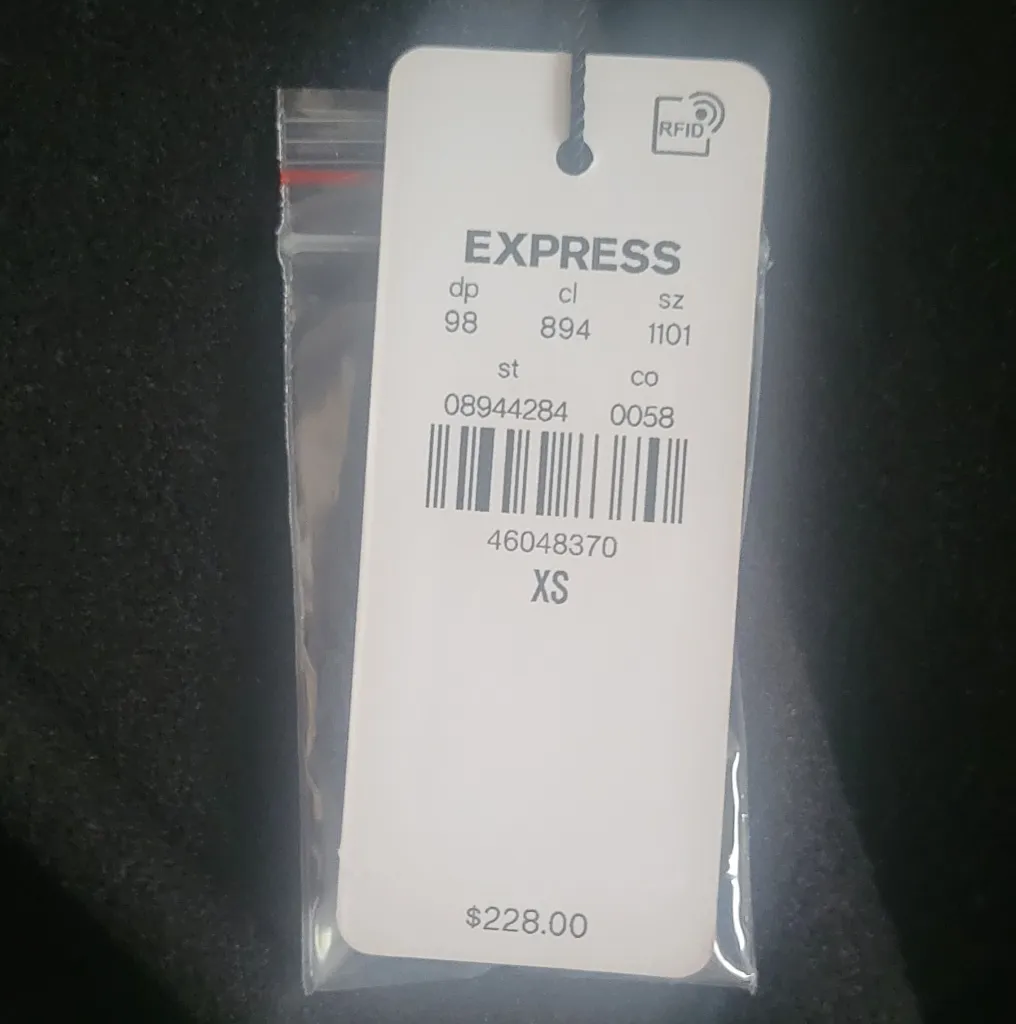 RFID
EXPRESS
dp cl sz
98 894 1101
st co
08944284 0058
46048370
XS
$228.00